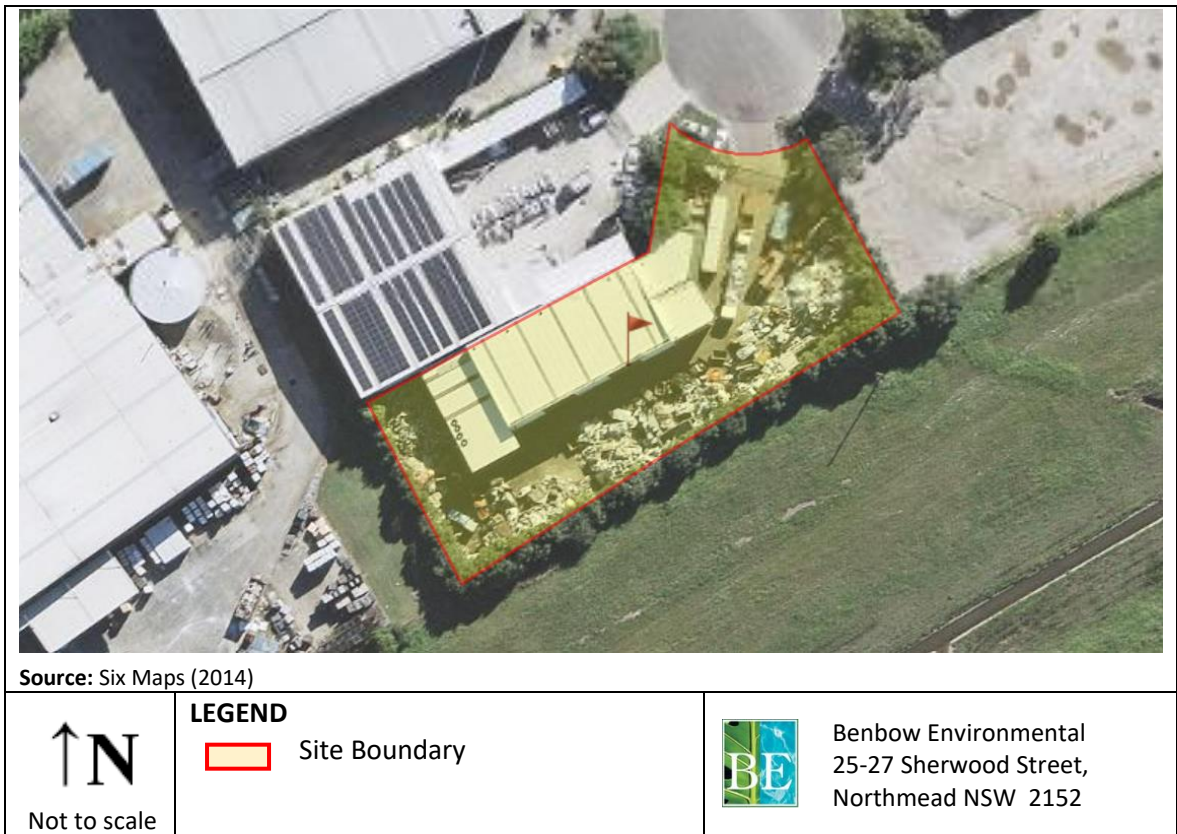 Source: Six Maps (2014)
↑N
Not to scale
LEGEND
Site Boundary
BE
Benbow Environmental
25-27 Sherwood Street,
Northmead NSW 2152